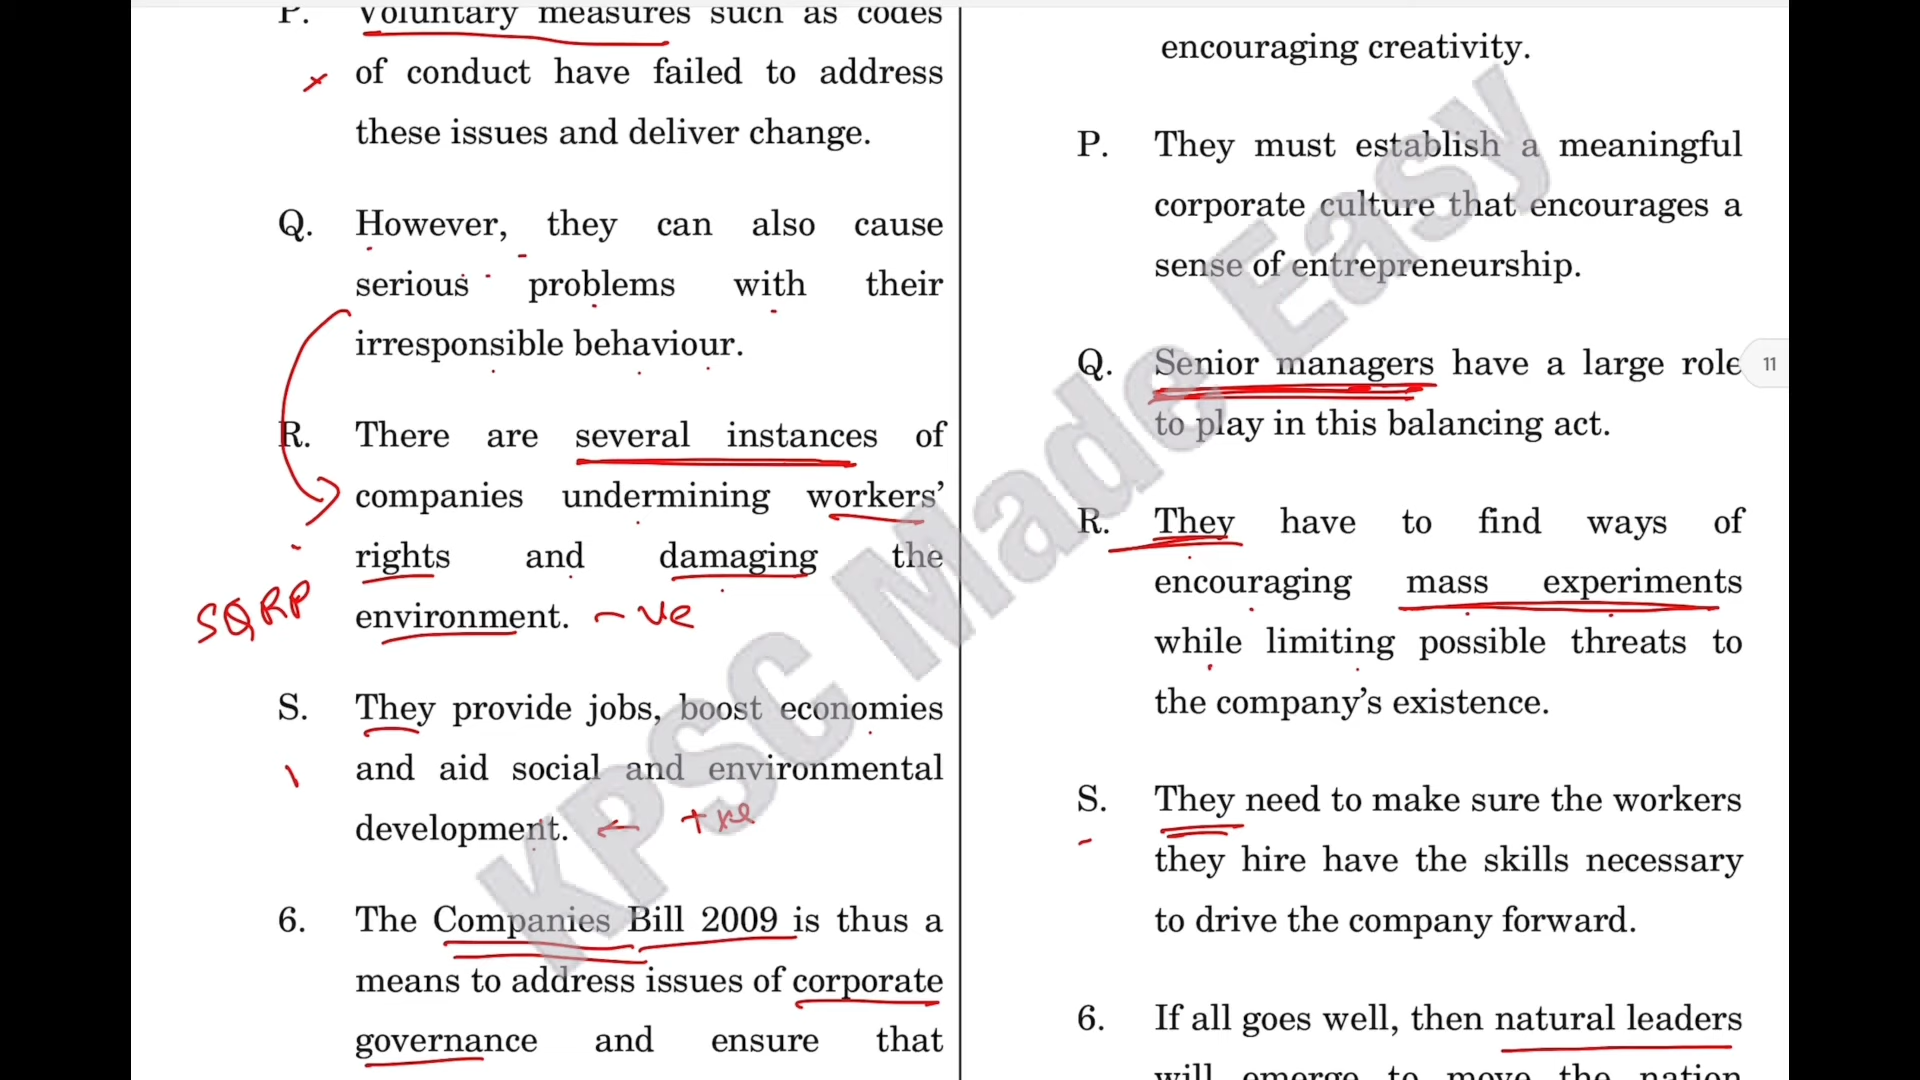 P. Voluntary measures such as codes
of conduct have failed to address
these issues and deliver change.
Q. However, they can also cause
serious problems with their
irresponsible behaviour.
R. There are several instances of
companies undermining workers’
rights and damaging the
environment. - ve
SQRP
S. They provide jobs, boost economies
and aid social and environmental
development. ← +ve
6. The Companies Bill 2009 is thus a
means to address issues of corporate
governance and ensure that
encouraging creativity.
P. They must establish a meaningful
corporate culture that encourages a
sense of entrepreneurship.
Q. Senior managers have a large role
to play in this balancing act.
R. They have to find ways of
encouraging mass experiments
while limiting possible threats to
the company’s existence.
S. They need to make sure the workers
they hire have the skills necessary
to drive the company forward.
6. If all goes well, then natural leaders
will emerge to move the nation
11
KPSC Made Easy